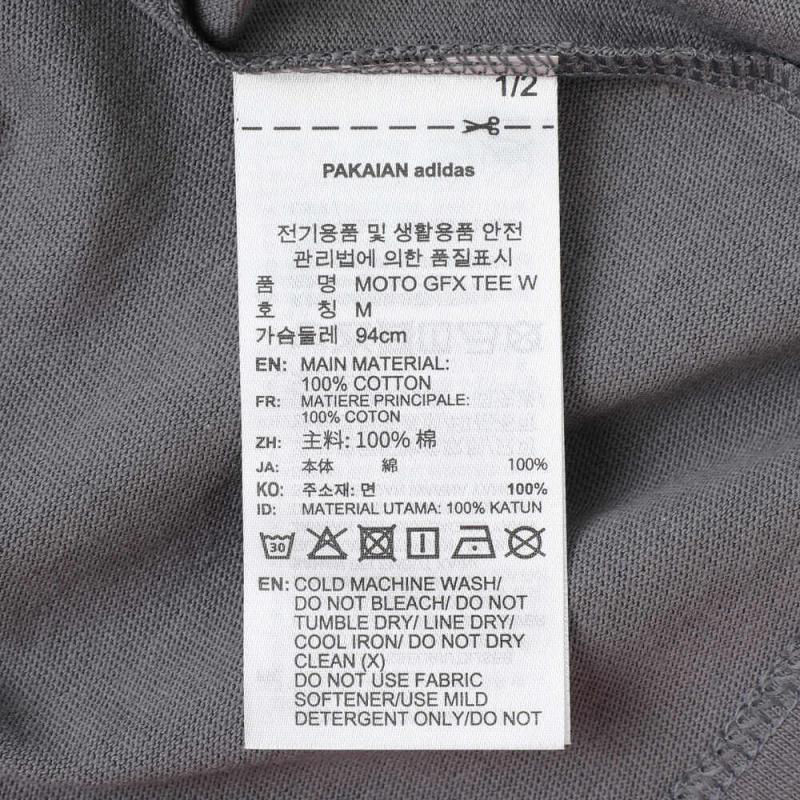 1/2
PAKAIAN adidas
전기용품 및 생활용품 안전
관리법에 의한 품질표시
품 명 MOTO GFX TEE W
호 칭 M
가슴둘레 94cm
EN: MAIN MATERIAL:
100% COTTON
FR: MATIERE PRINCIPALE:
100% COTON
ZH: 主料: 100% 棉
JA: 本体 綿 100%
KO: 주소재: 면 100%
ID: MATERIAL UTAMA: 100% KATUN
30
EN: COLD MACHINE WASH/
DO NOT BLEACH/ DO NOT
TUMBLE DRY/ LINE DRY/
COOL IRON/ DO NOT DRY
CLEAN (X)
DO NOT USE FABRIC
SOFTENER/USE MILD
DETERGENT ONLY/DO NOT